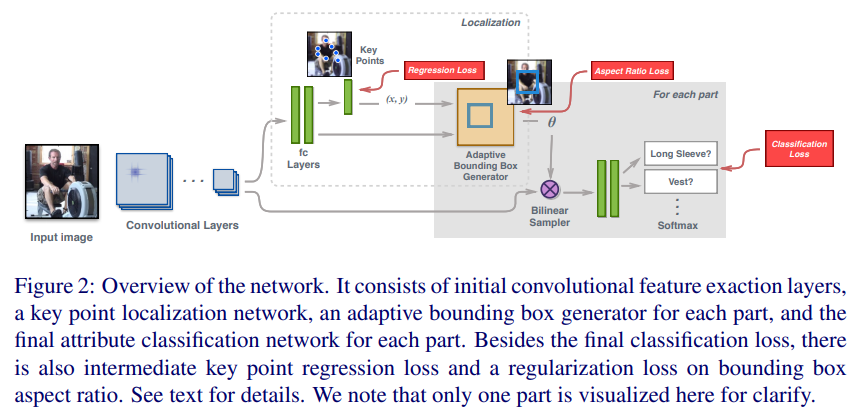 Localization
Key
Points
Regression Loss
Aspect Ratio Loss
(x, y)
For each part
θ
fc
Layers
Adaptive
Bounding Box
Generator
Classification
Loss
Long Sleeve?
Vest?
Bilinear
Sampler
Softmax
Input image
Convolutional Layers
Figure 2: Overview of the network. It consists of initial convolutional feature exaction layers,
a key point localization network, an adaptive bounding box generator for each part, and the
final attribute classification network for each part. Besides the final classification loss, there
is also intermediate key point regression loss and a regularization loss on bounding box
aspect ratio. See text for details. We note that only one part is visualized here for clarify.